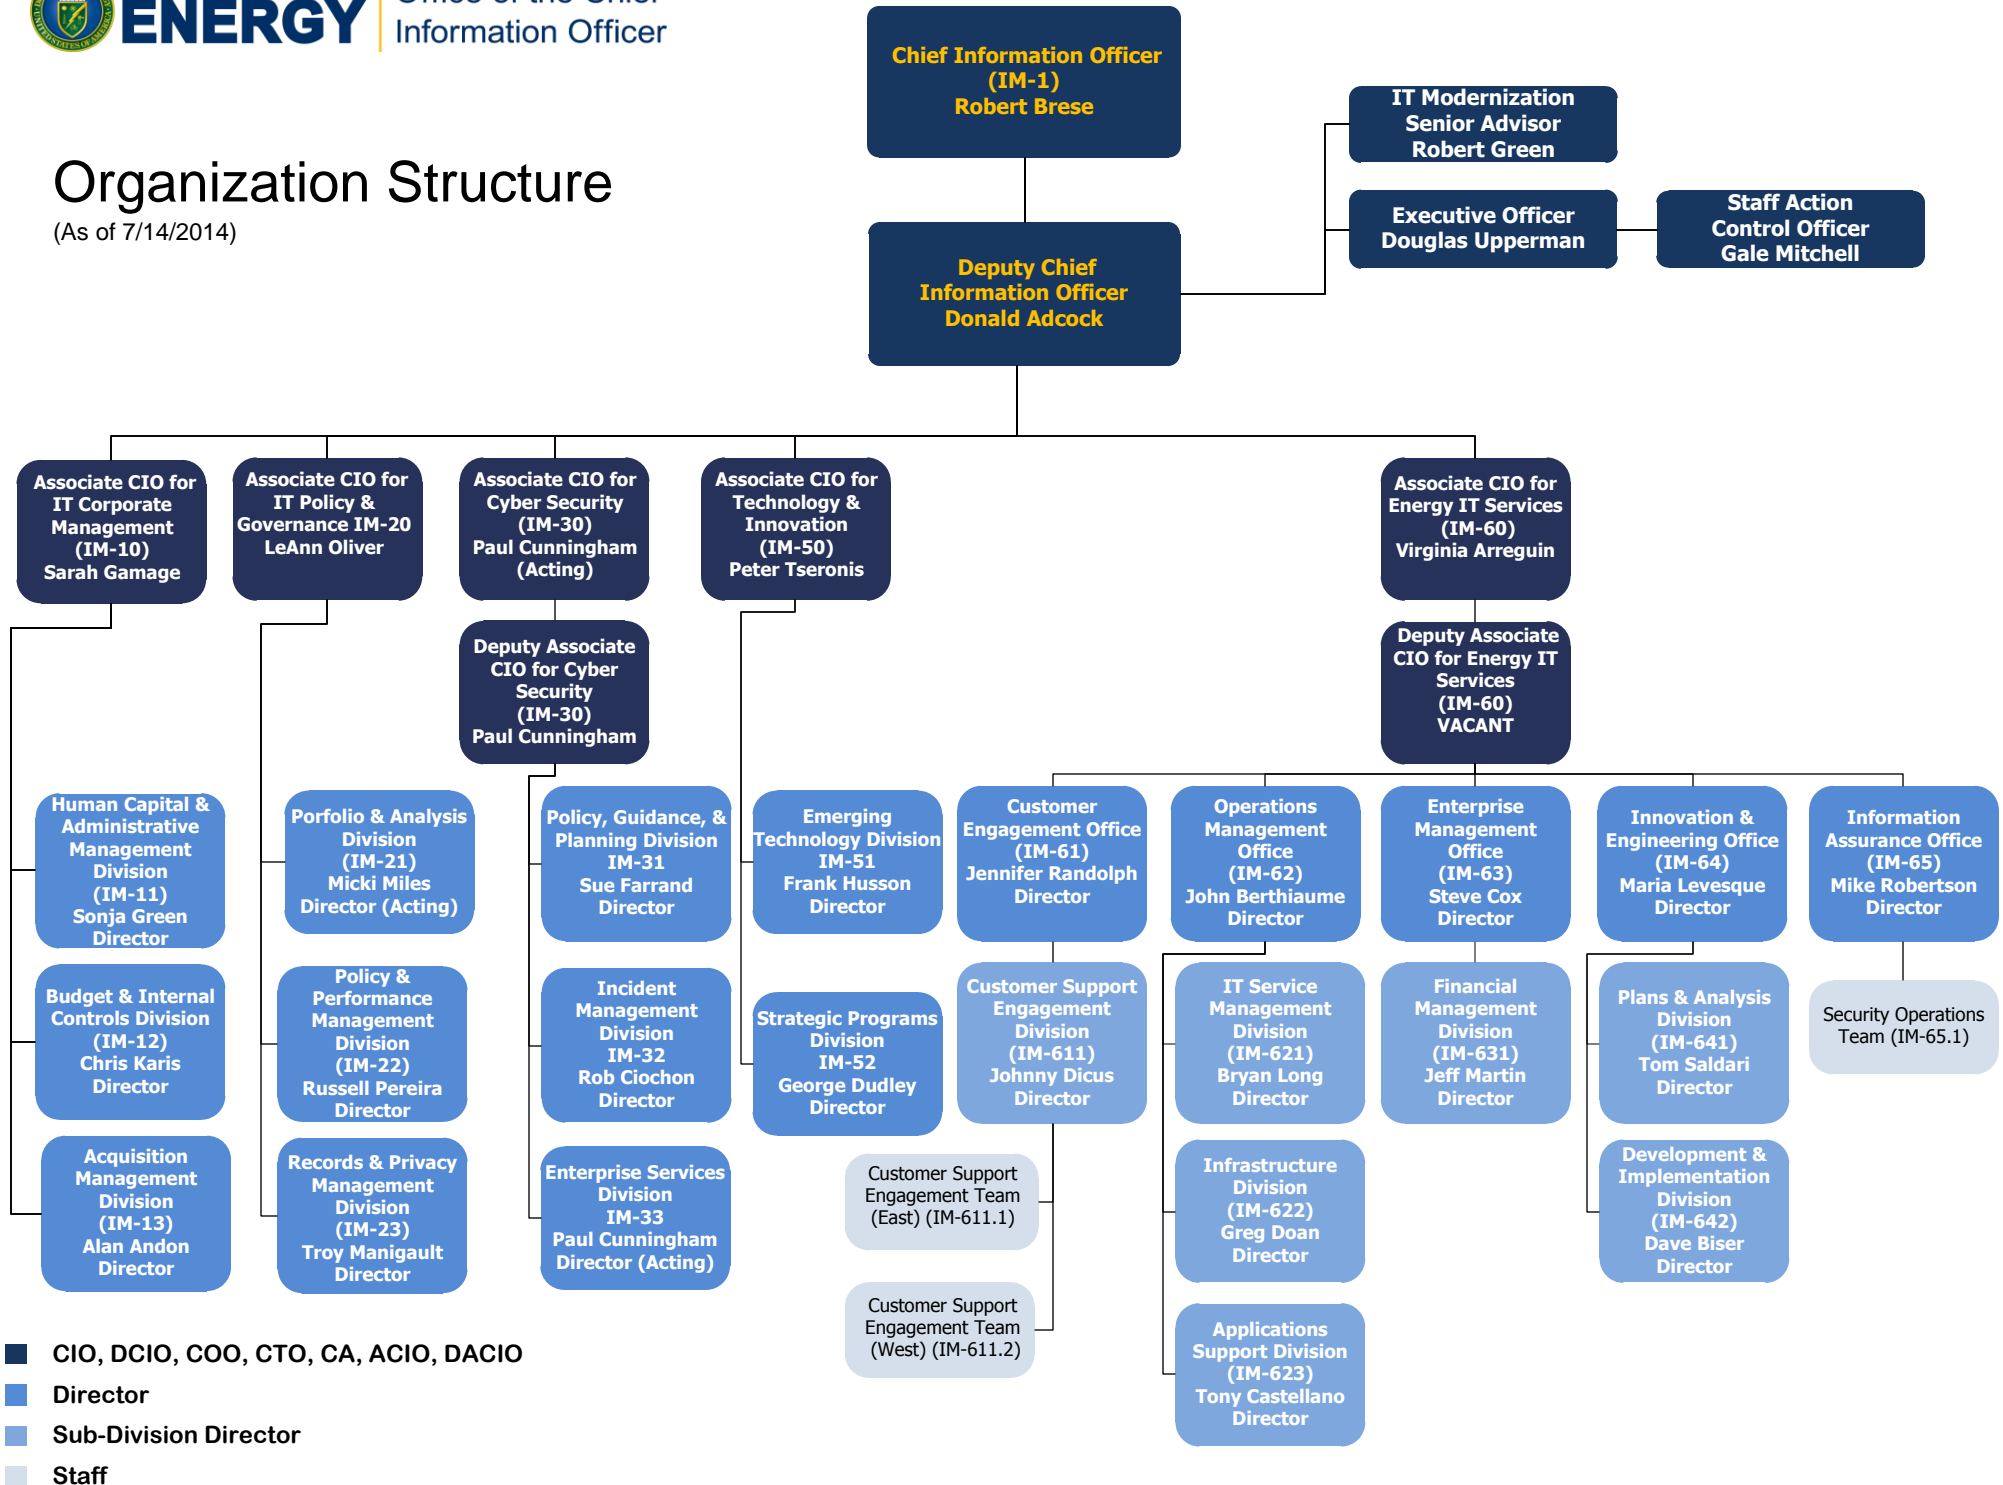 ENERGY
Information Officer
Organization Structure
(As of 7/14/2014)
Chief Information Officer
(IM-1)
Robert Brese
Deputy Chief
Information Officer
Donald Adcock
IT Modernization
Senior Advisor
Robert Green
Executive Officer
Douglas Upperman
Staff Action
Control Officer
Gale Mitchell
Associate CIO for
IT Corporate
Management
(IM-10)
Sarah Gamage
Associate CIO for
IT Policy &
Governance IM-20
LeAnn Oliver
Associate CIO for
Cyber Security
(IM-30)
Paul Cunningham
(Acting)
Associate CIO for
Technology &
Innovation
(IM-50)
Peter Tseronis
Associate CIO for
Energy IT Services
(IM-60)
Virginia Arreguin
Deputy Associate
CIO for Cyber
Security
(IM-30)
Paul Cunningham
Deputy Associate
CIO for Energy IT
Services
(IM-60)
VACANT
Human Capital &
Administrative
Management
Division
(IM-11)
Sonja Green
Director
Budget & Internal
Controls Division
(IM-12)
Chris Karis
Director
Acquisition
Management
Division
(IM-13)
Alan Andon
Director
Porfolio & Analysis
Division
(IM-21)
Micki Miles
Director (Acting)
Policy &
Performance
Management
Division
(IM-22)
Russell Pereira
Director
Records & Privacy
Management
Division
(IM-23)
Troy Manigault
Director
Policy, Guidance, &
Planning Division
IM-31
Sue Farrand
Director
Incident
Management
Division
IM-32
Rob Ciochon
Director
Enterprise Services
Division
IM-33
Paul Cunningham
Director (Acting)
Emerging
Technology Division
IM-51
Frank Husson
Director
Strategic Programs
Division
IM-52
George Dudley
Director
Customer
Engagement Office
(IM-61)
Jennifer Randolph
Director
Customer Support
Engagement
Division
(IM-611)
Johnny Dicus
Director
Customer Support
Engagement Team
(East) (IM-611.1)
Customer Support
Engagement Team
(West) (IM-611.2)
Operations
Management
Office
(IM-62)
John Berthiaume
Director
IT Service
Management
Division
(IM-621)
Bryan Long
Director
Infrastructure
Division
(IM-622)
Greg Doan
Director
Applications
Support Division
(IM-623)
Tony Castellano
Director
Enterprise
Management
Office
(IM-63)
Steve Cox
Director
Financial
Management
Division
(IM-631)
Jeff Martin
Director
Innovation &
Engineering Office
(IM-64)
Maria Levesque
Director
Plans & Analysis
Division
(IM-641)
Tom Saldari
Director
Development &
Implementation
Division
(IM-642)
Dave Biser
Director
Information
Assurance Office
(IM-65)
Mike Robertson
Director
Security Operations
Team (IM-65.1)
CIO, DCIO, COO, CTO, CA, ACIO, DACIO
Director
Sub-Division Director
Staff